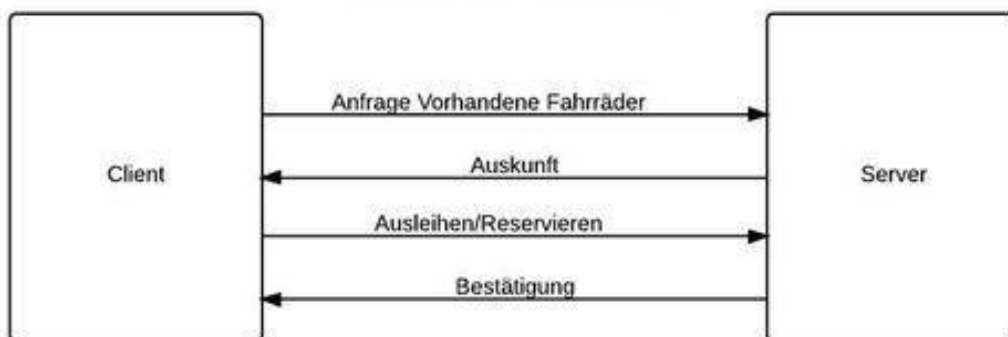 Anfrage Vorhandene Fahrräder
Client
Auskunft
Server
Ausleihen/Reservieren
Bestätigung